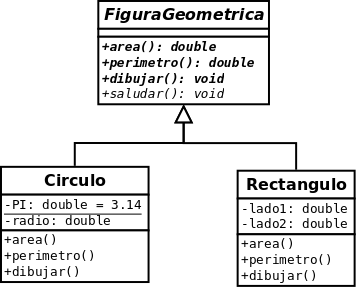 FiguraGeometrica
+area(): double
+perimetro(): double
+dibujar(): void
+saludar(): void
Circulo
-PI: double = 3.14
-radio: double
+area()
+perimetro()
+dibujar()
Rectangulo
-lado1: double
-lado2: double
+area()
+perimetro()
+dibujar()